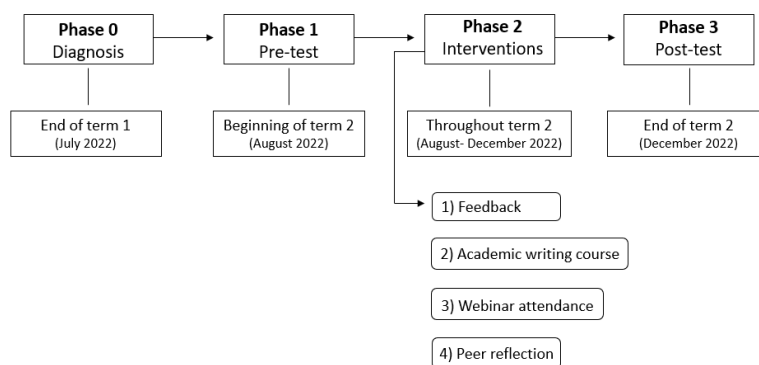 Phase 0
Diagnosis
Phase 1
Pre-test
Phase 2
Interventions
Phase 3
Post-test
End of term 1
(July 2022)
Beginning of term 2
(August 2022)
Throughout term 2
(August- December 2022)
End of term 2
(December 2022)
1) Feedback
2) Academic writing course
3) Webinar attendance
4) Peer reflection